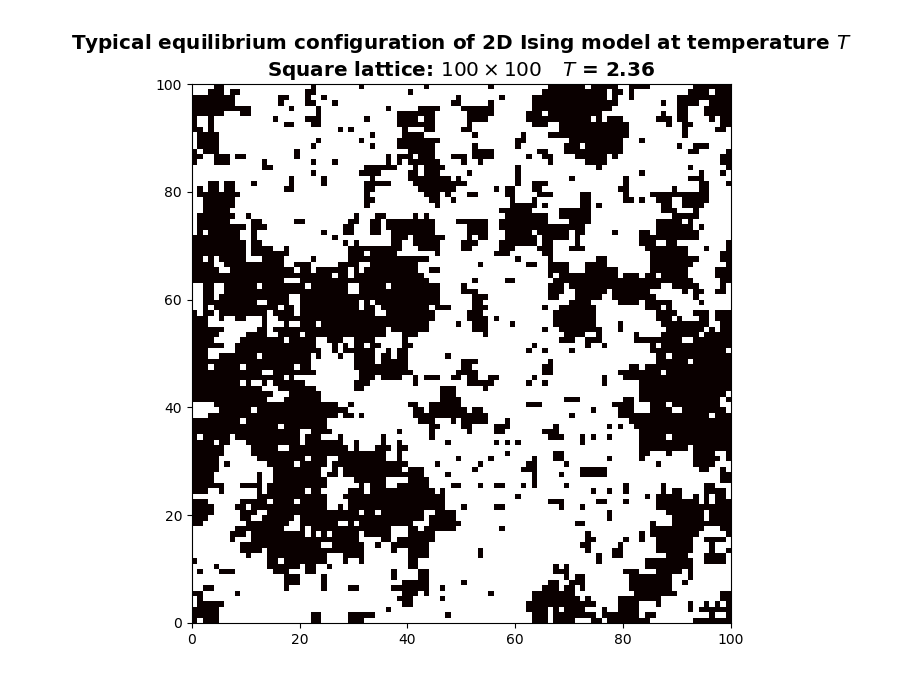 Typical equilibrium configuration of 2D Ising model at temperature T
Square lattice: 100 × 100 T = 2.36
100
80
60
40
20
0
0 20 40 60 80 100